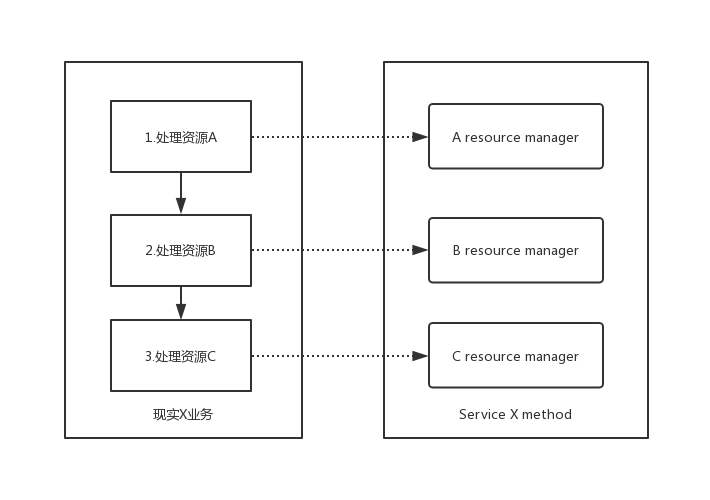 1.处理资源A
A resource manager
2.处理资源B
B resource manager
3.处理资源C
C resource manager
现实X业务
Service X method